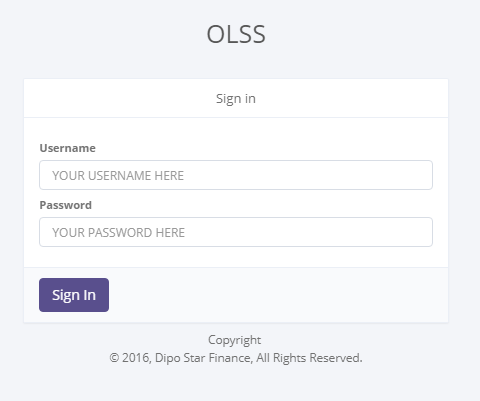 OLSS
Sign in
Username
YOUR USERNAME HERE
Password
YOUR PASSWORD HERE
Sign In
Copyright
© 2016, Dipo Star Finance, All Rights Reserved.